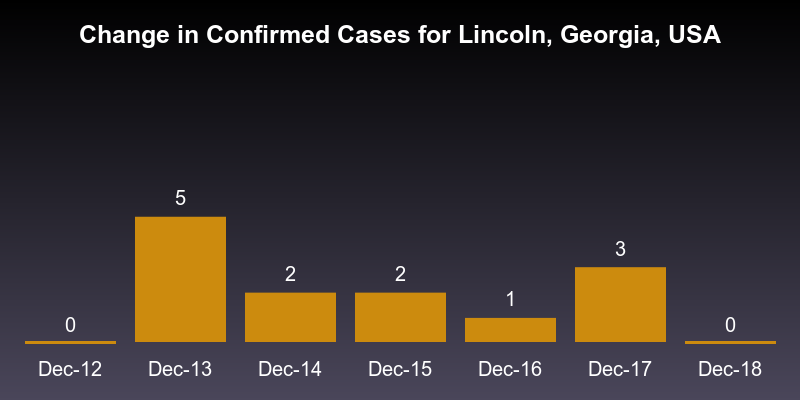 Change in Confirmed Cases for Lincoln, Georgia, USA
5
3
2 2
1
0 0
Dec-12 Dec-13 Dec-14 Dec-15 Dec-16 Dec-17 Dec-18